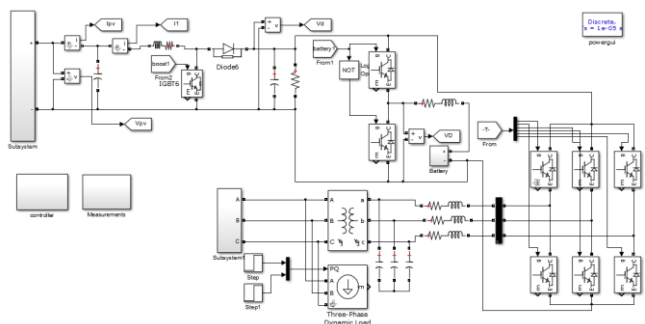 Ipv
I1
Vd
Discrete,
s = 1e-05 s
powergui
battery1
From1
NOT
boost1
From2
IGBT6
Diode6
Vpv
VD
-T-
From
Subsystem
Battery
controller
Measurements
A
B
C
A
B
C
a
b
c
Subsystem1
Step
Step1
PQ
A
B
C
m
Three-Phase
Dynamic Load